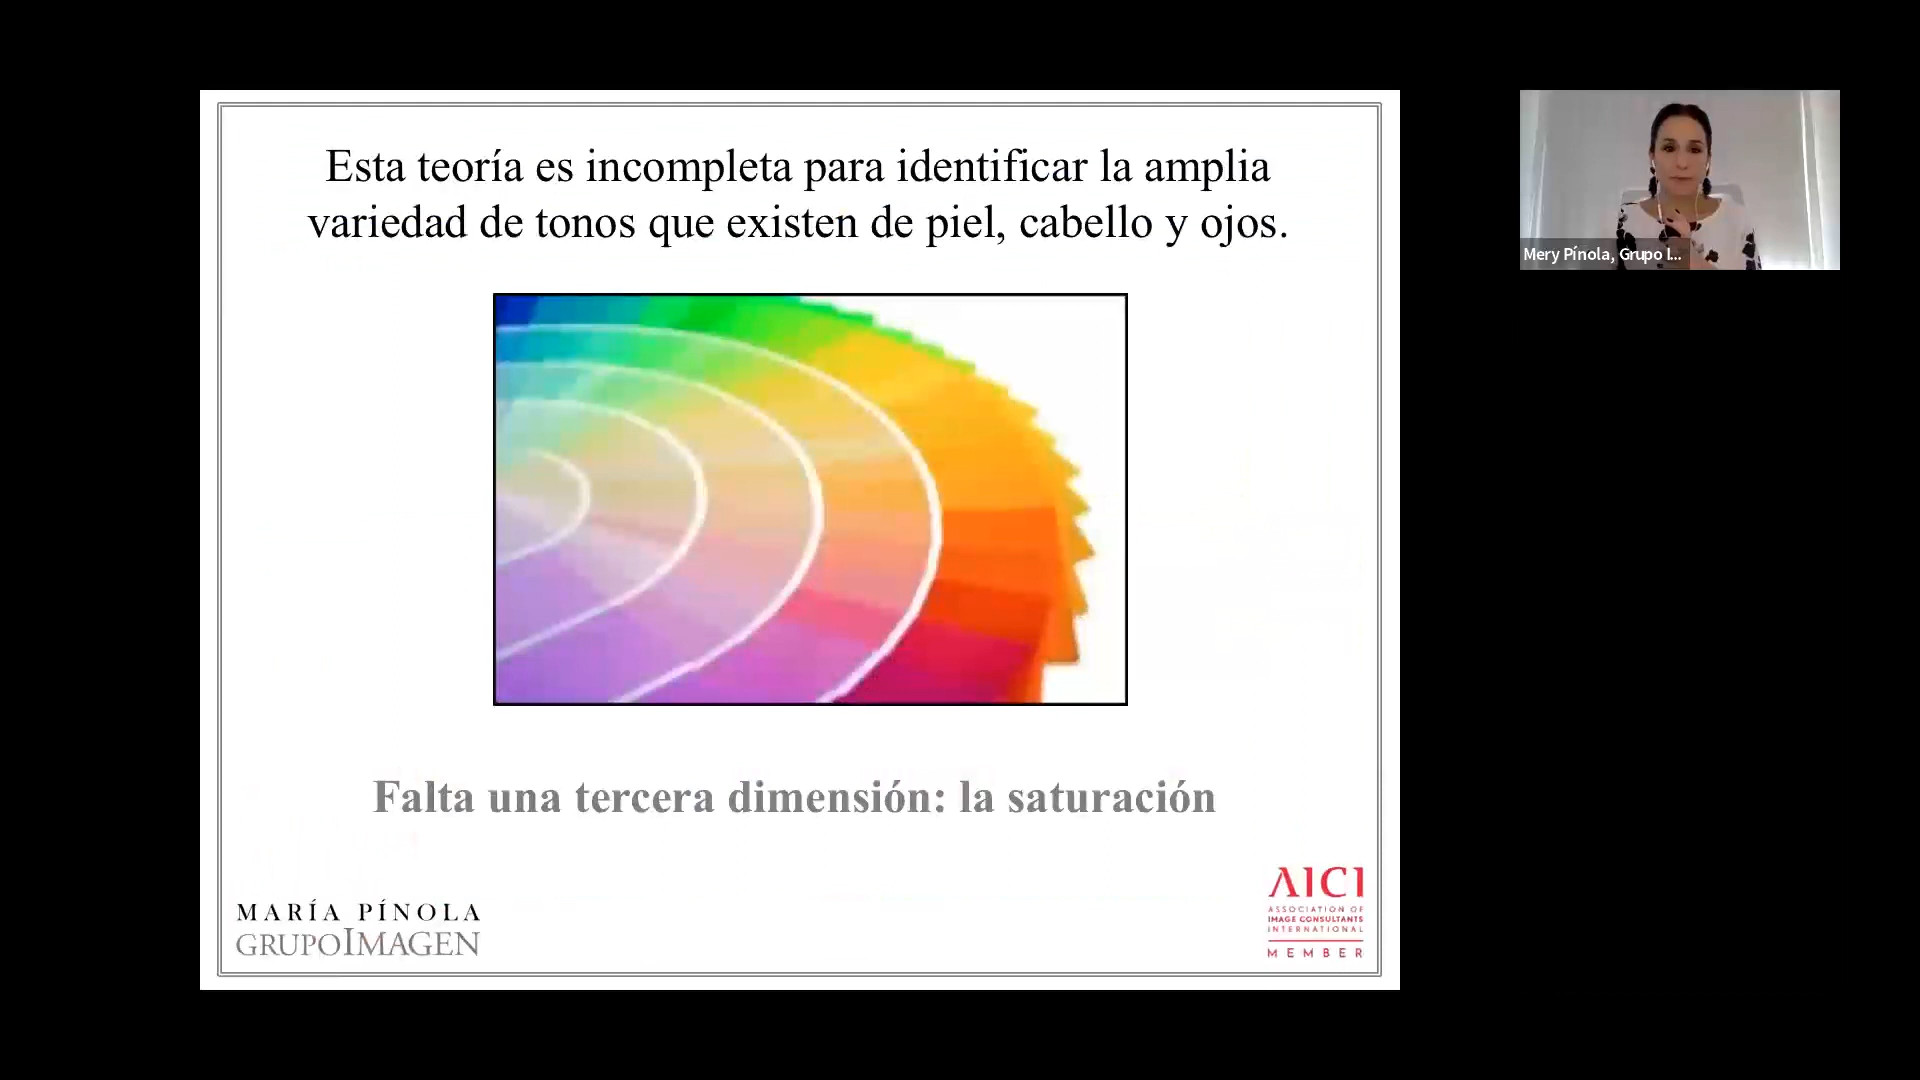 Esta teoría es incompleta para identificar la amplia
variedad de tonos que existen de piel, cabello y ojos.
Mery Pínola, Grupo I...
Falta una tercera dimensión: la saturación
MARÍA PÍNOLA
GRUPOIMAGEN
AICI
ASSOCIATION OF
IMAGE CONSULTANTS
INTERNATIONAL
MEMBER